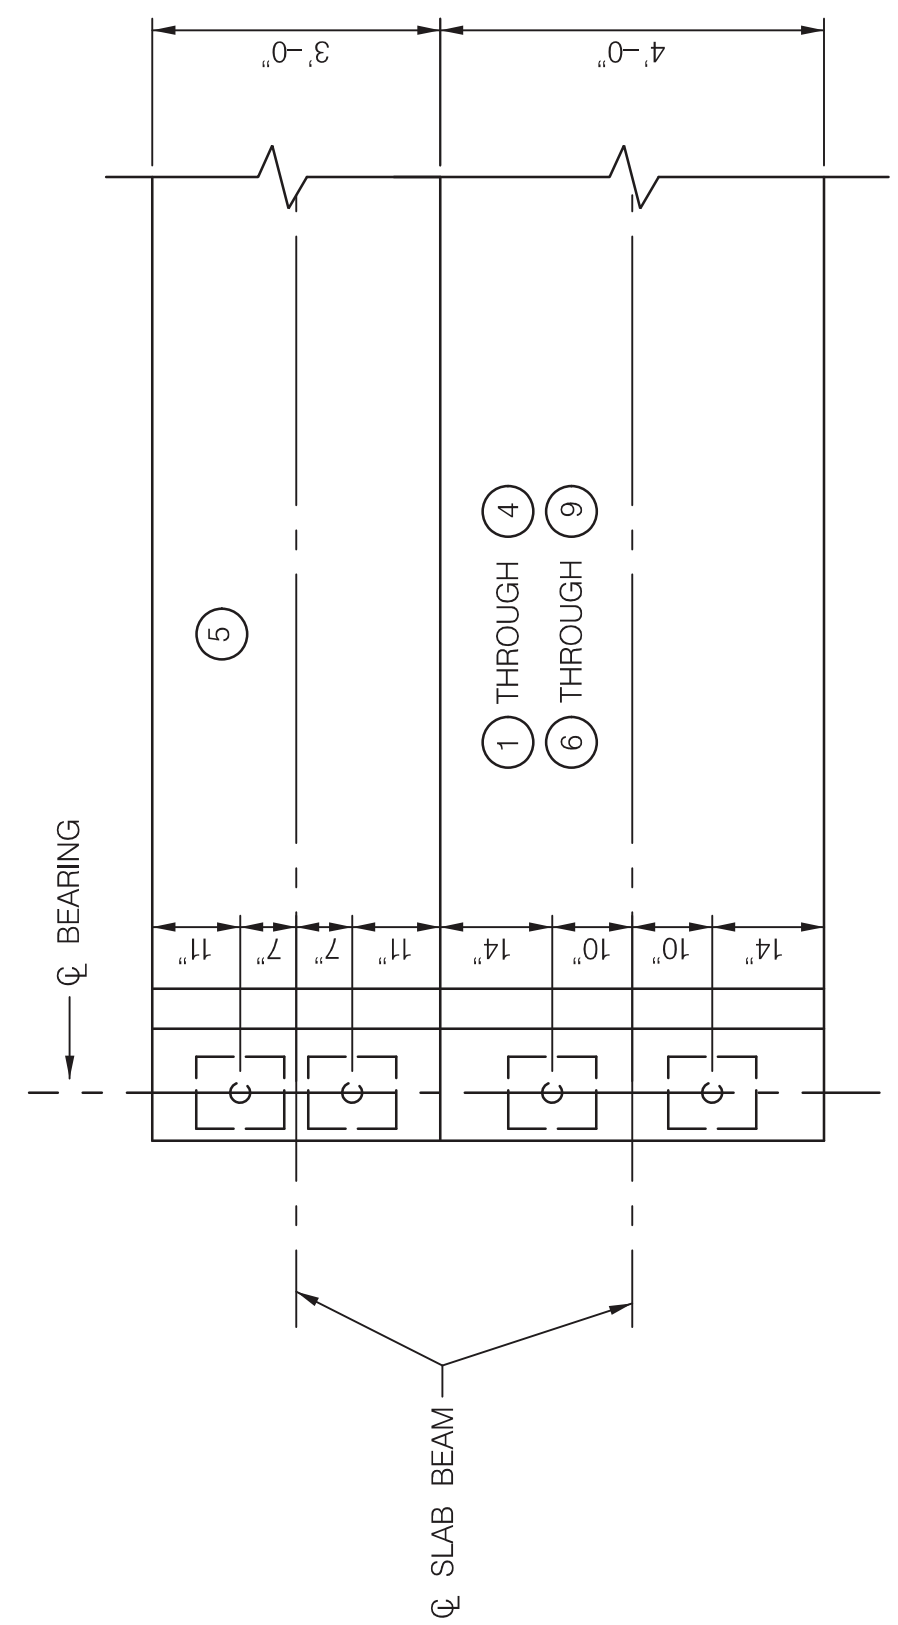 3'-0"
4'-0"
5
1 THROUGH 4
6 THROUGH 9
℄ BEARING
11"
7"
7"
11"
14"
10"
10"
14"
℄ SLAB BEAM